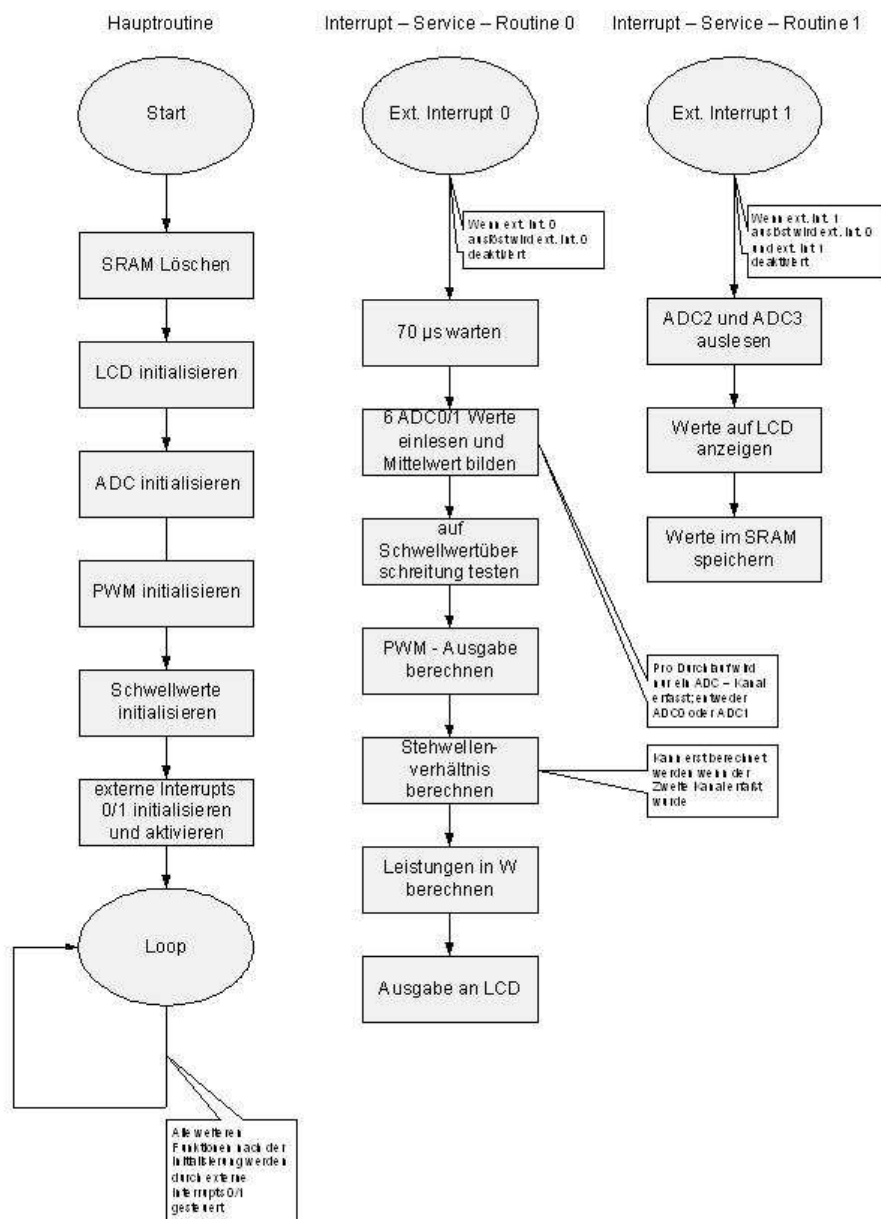 Hauptroutine
Start
SRAM Löschen
LCD initialisieren
ADC initialisieren
PWM initialisieren
Schwellwerte
initialisieren
externe Interrupts
0/1 initialisieren
und aktivieren
Loop
Alle weiteren
Funktionen nach der
Initialisierung werden
durch externe
Interrupts 0/1
gesteuert
Interrupt – Service – Routine 0
Ext. Interrupt 0
Wenn ext. Int. 0
auslöst wird ext. Int. 0
deaktiviert
70 µs warten
6 ADC0/1 Werte
einlesen und
Mittelwert bilden
auf
Schwellwertüber-
schreitung testen
PWM - Ausgabe
berechnen
Stehwellen-
verhältnis
berechnen
Leistungen in W
berechnen
Ausgabe an LCD
Pro Durchlauf wird
nur ein ADC – Kanal
erfasst; entweder
ADC0 oder ADC1
Kann erst berechnet
werden wenn der
Zweite Kanal erfaßt
wurde
Interrupt – Service – Routine 1
Ext. Interrupt 1
Wenn ext. Int. 1
auslöst wird ext. Int. 0
und ext. Int 1
deaktiviert
ADC2 und ADC3
auslesen
Werte auf LCD
anzeigen
Werte im SRAM
speichern